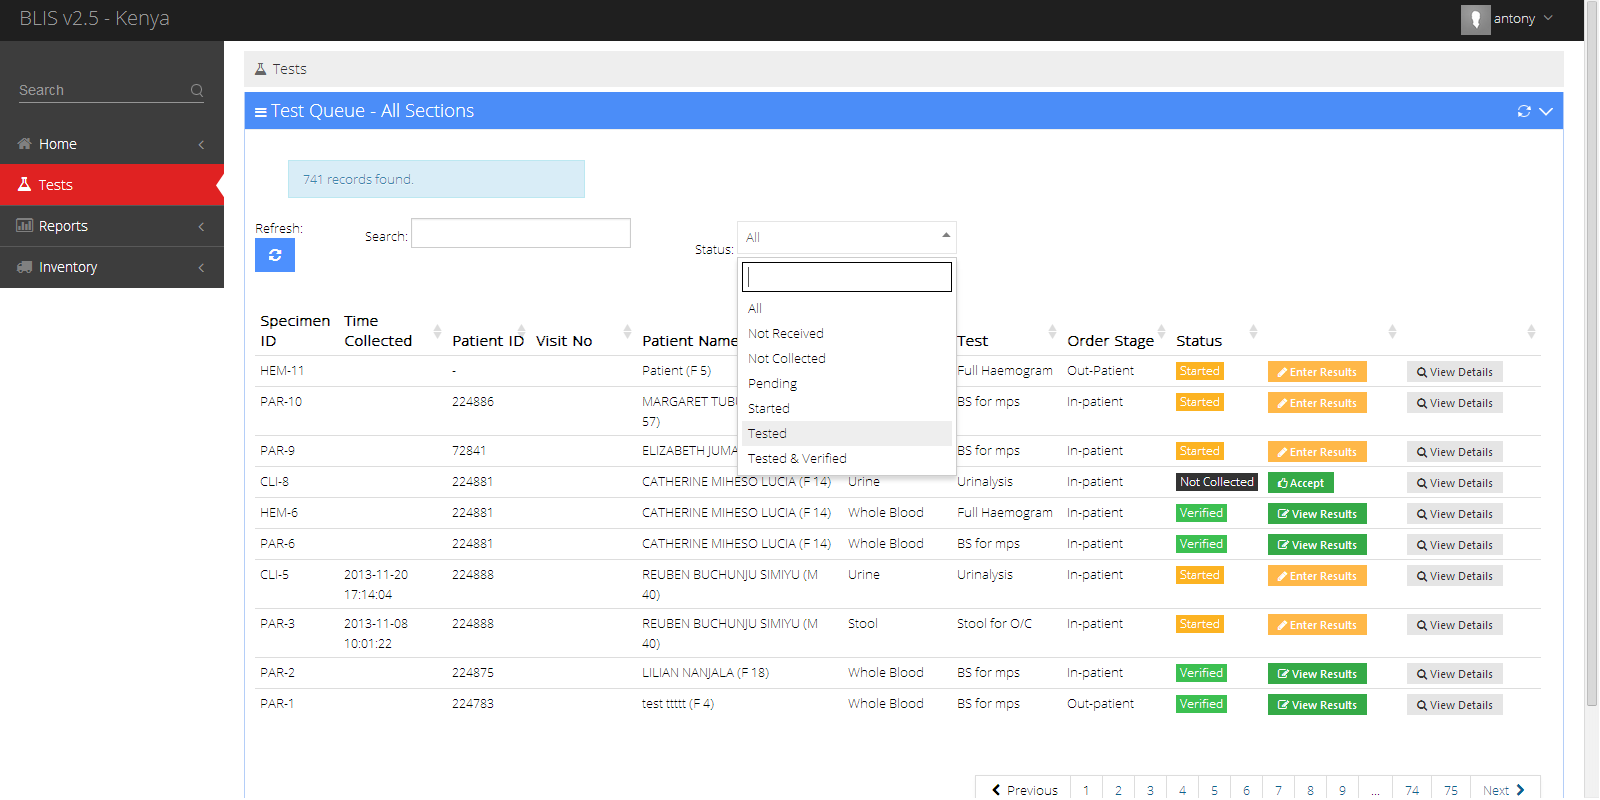 BLIS v2.5 - Kenya
antony
Search
Home
Tests
Reports
Inventory
Tests
Test Queue - All Sections
741 records found.
Refresh:
Search:
Status:
All
All
Not Received
Not Collected
Pending
Started
Tested
Tested & Verified
Specimen ID Time Collected Patient ID Visit No Patient Name Test Order Stage Status
HEM-11 - Patient (F 5) Full Haemogram Out-Patient Started Enter Results View Details
PAR-10 224886 MARGARET BS for mps In-patient Started Enter Results View Details
57)
PAR-9 72841 ELIZABETH JUMA BS for mps In-patient Started Enter Results View Details
CLI-8 224881 CATHERINE MIHESO LUCIA (F 14) Urine Urinalysis In-patient Not Collected Accept View Details
HEM-6 224881 CATHERINE MIHESO LUCIA (F 14) Whole Blood Full Haemogram In-patient Verified View Results View Details
PAR-6 224881 CATHERINE MIHESO LUCIA (F 14) Whole Blood BS for mps In-patient Verified View Results View Details
CLI-5 2013-11-20 224888 REUBEN BUCHUNJU SIMIYU (M Urine Urinalysis In-patient Started Enter Results View Details
17:14:04 40)
PAR-3 2013-11-08 224888 REUBEN BUCHUNJU SIMIYU (M Stool Stool for O/C In-patient Started Enter Results View Details
10:01:22 40)
PAR-2 224875 LILIAN NANJALA (F 18) Whole Blood BS for mps In-patient Verified View Results View Details
PAR-1 224783 test ttttt (F 4) Whole Blood BS for mps Out-patient Verified View Results View Details
Previous 1 2 3 4 5 6 7 8 9 ... 74 75 Next